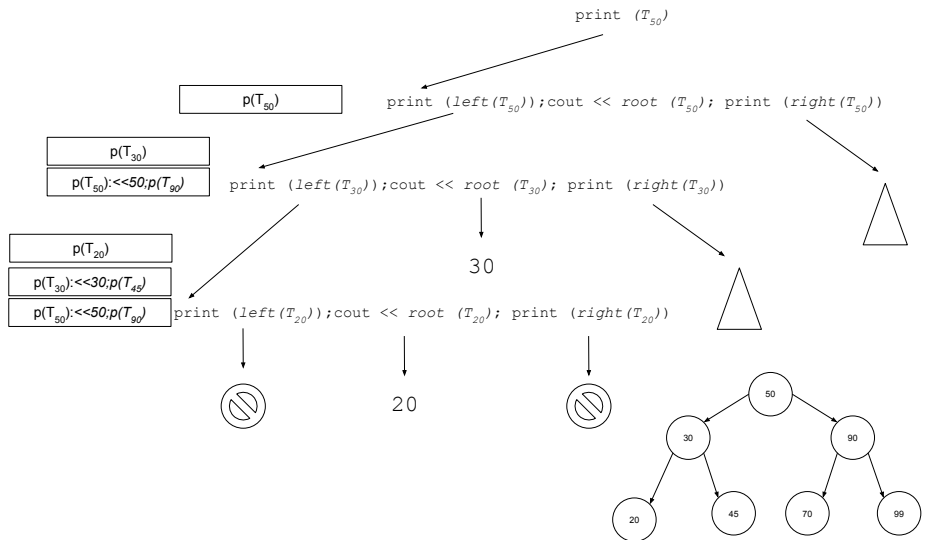 print (T50)
p(T50)
print (left(T50));cout << root (T50); print (right(T50))
p(T30)
p(T50):<<50;p(T90)
print (left(T30));cout << root (T30); print (right(T30))
30
p(T20)
p(T30):<<30;p(T45)
p(T50):<<50;p(T90)
print (left(T20));cout << root (T20); print (right(T20))
20
50
30
90
20
45
70
99